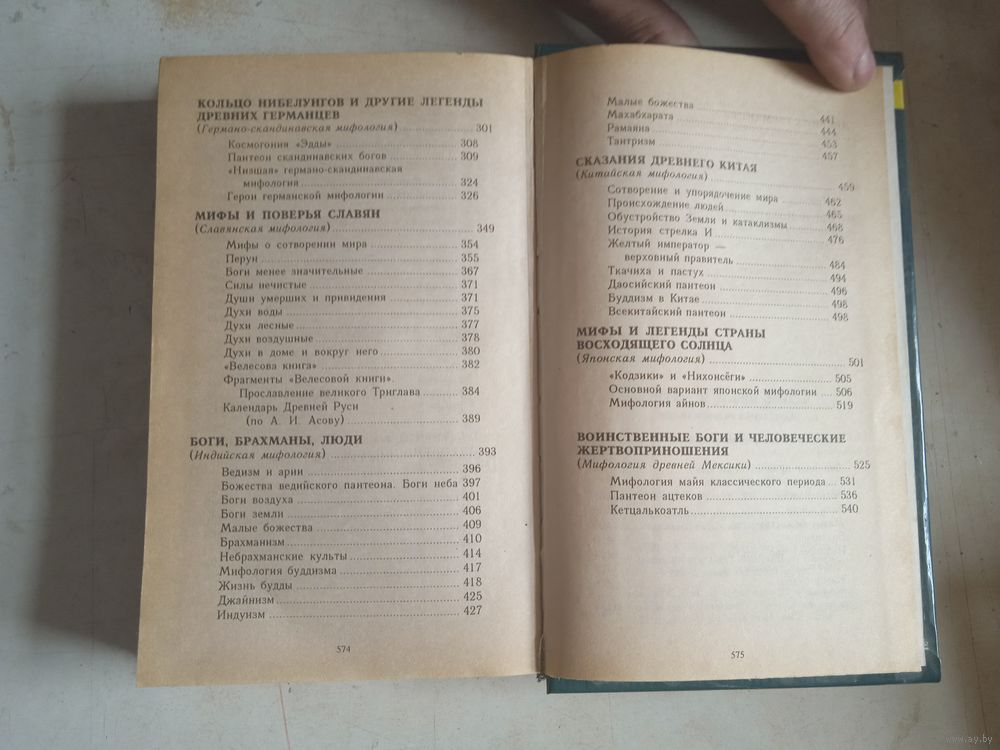 КОЛЬЦО НИБЕЛУНГОВ И ДРУГИЕ ЛЕГЕНДЫ
ДРЕВНИХ ГЕРМАНЦЕВ
(Германо-скандинавская мифология) 301
Космогония «Эдды» 308
Пантеон скандинавских богов 309
«Низшая» германо-скандинавская
мифология 324
Герои германской мифологии 326
МИФЫ И ПОВЕРЬЯ СЛАВЯН
(Славянская мифология) 349
Мифы о сотворении мира 354
Перун 355
Боги менее значительные 367
Силы нечистые 371
Души умерших и привидения 371
Духи воды 375
Духи лесные 377
Духи воздушные 378
Духи в доме и вокруг него 380
«Велесова книга» 382
Фрагменты «Велесовой книги».
Прославление великого Триглава 384
Календарь Древней Руси
(по А. И. Асову) 389
БОГИ, БРАХМАНЫ, ЛЮДИ
(Индийская мифология) 393
Ведизм и арии 396
Божества ведийского пантеона. Боги неба 397
Боги воздуха 401
Боги земли 406
Малые божества 409
Брахманизм 410
Небрахманские культы 414
Мифология буддизма 417
Жизнь будды 418
Джайнизм 425
Индуизм 427
574
Малые божества 441
Махабхарата 444
Рамаяна 453
Тантризм 457
СКАЗАНИЯ ДРЕВНЕГО КИТАЯ
(Китайская мифология) 459
Сотворение и упорядочение мира 462
Происхождение людей 465
Обустройство Земли и катаклизмы 468
История стрелка И 476
Желтый император —
верховный правитель 484
Ткачиха и пастух 494
Даосийский пантеон 496
Буддизм в Китае 498
Всекитайский пантеон 498
МИФЫ И ЛЕГЕНДЫ СТРАНЫ
ВОСХОДЯЩЕГО СОЛНЦА
(Японская мифология) 501
«Кодзики» и «Нихонсёги» 505
Основной вариант японской мифологии 506
Мифология айнов 519
ВОИНСТВЕННЫЕ БОГИ И ЧЕЛОВЕЧЕСКИЕ
ЖЕРТВОПРИНОШЕНИЯ
(Мифология древней Мексики) 525
Мифология майя классического периода 531
Пантеон ацтеков 536
Кетцалькоатль 540
575
www.ay.by